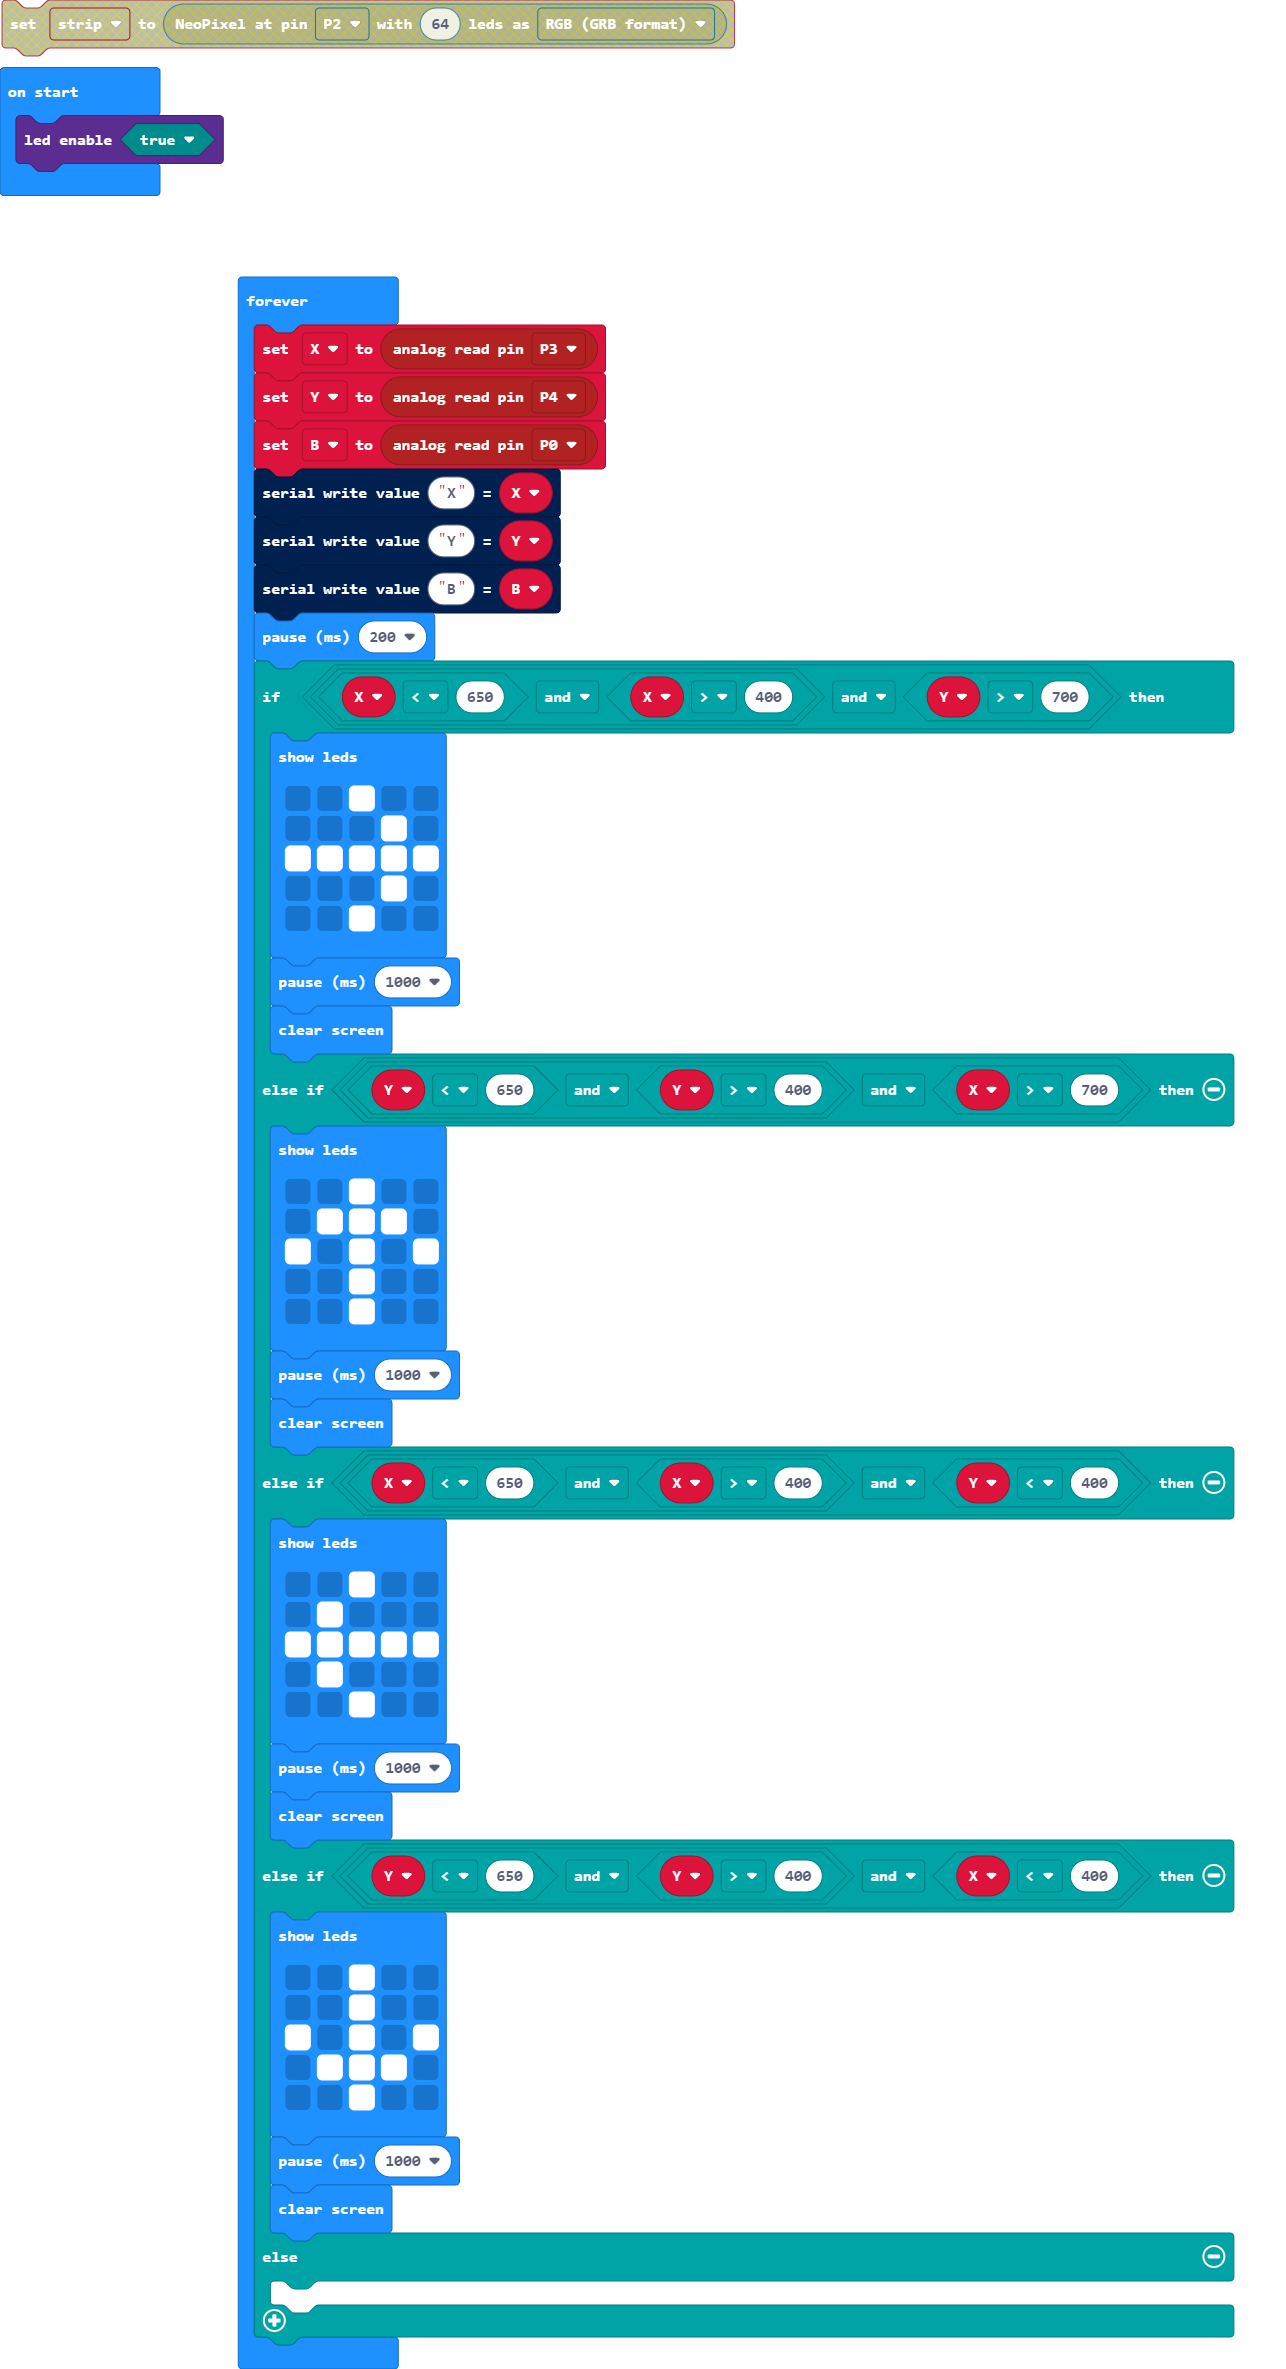 set strip to NeoPixel at pin P2 with 64 leds as RGB (GRB format)
on start
led enable true
forever
set X to analog read pin P3
set Y to analog read pin P4
set B to analog read pin P0
serial write value "X" = X
serial write value "Y" = Y
serial write value "B" = B
pause (ms) 200
if X < 650 and X > 400 and Y > 700 then
show leds
pause (ms) 1000
clear screen
else if Y < 650 and Y > 400 and X > 700 then
show leds
pause (ms) 1000
clear screen
else if X < 650 and X > 400 and Y < 400 then
show leds
pause (ms) 1000
clear screen
else if Y < 650 and Y > 400 and X < 400 then
show leds
pause (ms) 1000
clear screen
else